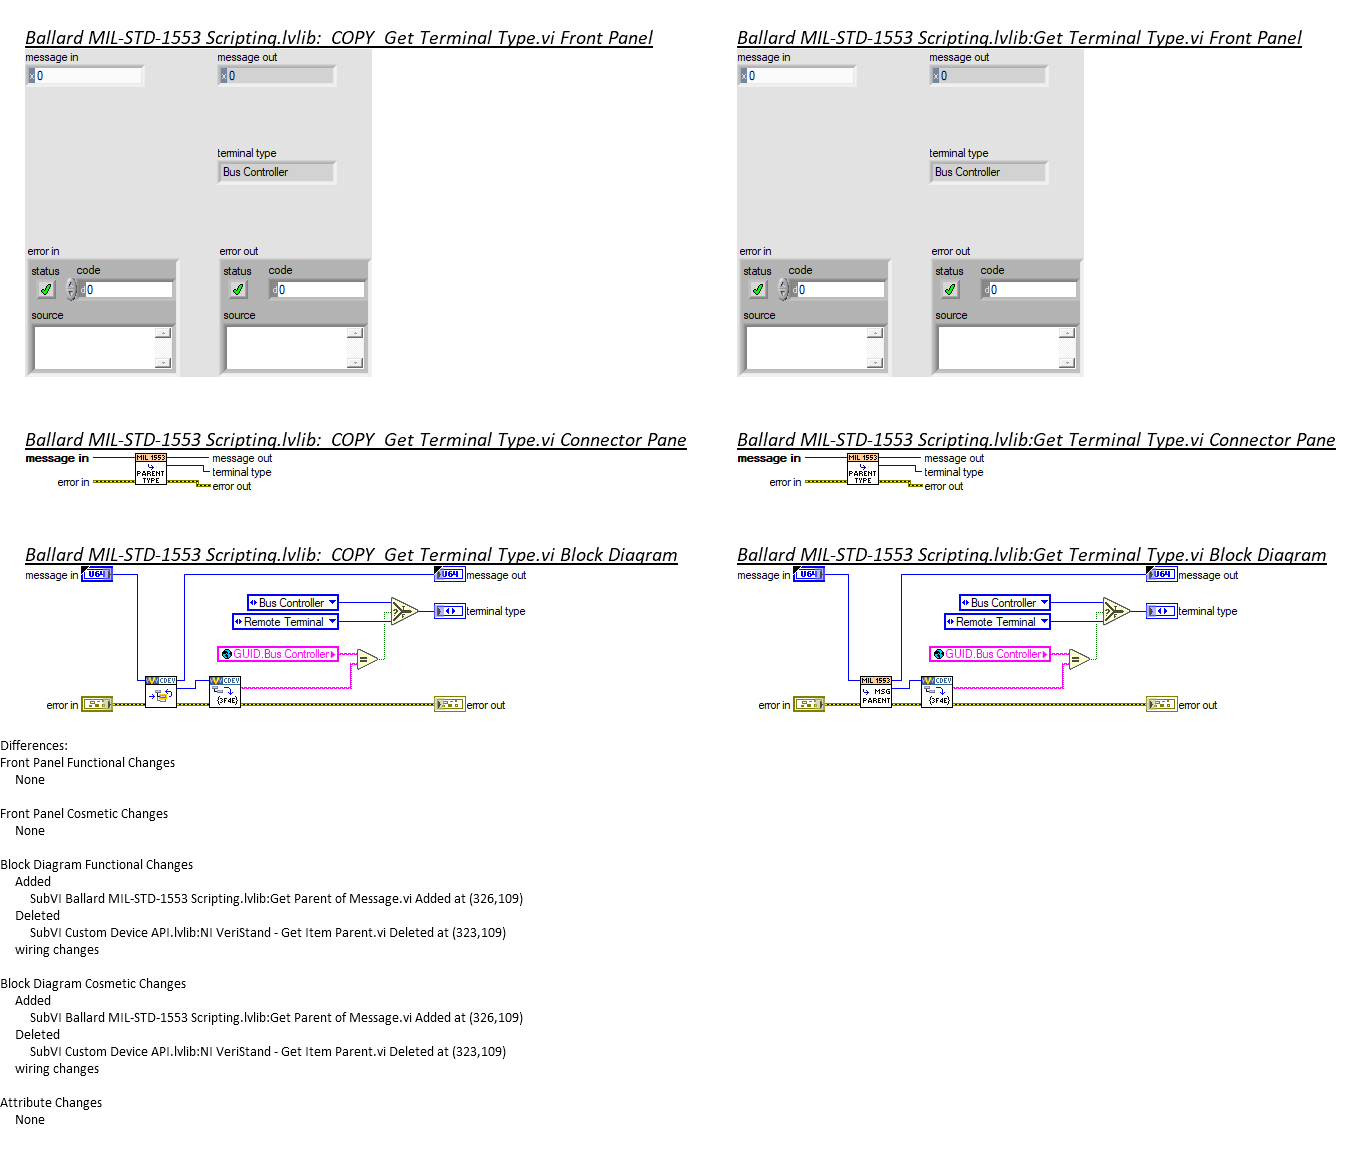 Ballard MIL-STD-1553 Scripting.lvlib:_COPY_Get Terminal Type.vi Front Panel
message in
x 0
message out
x 0
terminal type
Bus Controller
error in
status code
d 0
source
error out
status code
d 0
source
Ballard MIL-STD-1553 Scripting.lvlib:Get Terminal Type.vi Front Panel
message in
x 0
message out
x 0
terminal type
Bus Controller
error in
status code
d 0
source
error out
status code
d 0
source
Ballard MIL-STD-1553 Scripting.lvlib:_COPY_Get Terminal Type.vi Connector Pane
message in
error in
MIL 1553
PARENT
TYPE
message out
terminal type
error out
Ballard MIL-STD-1553 Scripting.lvlib:Get Terminal Type.vi Connector Pane
message in
error in
MIL 1553
PARENT
TYPE
message out
terminal type
error out
Ballard MIL-STD-1553 Scripting.lvlib:_COPY_Get Terminal Type.vi Block Diagram
message in
U64
U64
message out
Bus Controller
Remote Terminal
T
?
F
terminal type
GUID.Bus Controller
=
CDEV
CDEV
{3F4E}
error in
error out
Ballard MIL-STD-1553 Scripting.lvlib:Get Terminal Type.vi Block Diagram
message in
U64
U64
message out
Bus Controller
Remote Terminal
T
?
F
terminal type
GUID.Bus Controller
=
MIL 1553
MSG
PARENT
CDEV
{3F4E}
error in
error out
Differences:
Front Panel Functional Changes
None
Front Panel Cosmetic Changes
None
Block Diagram Functional Changes
Added
SubVI Ballard MIL-STD-1553 Scripting.lvlib:Get Parent of Message.vi Added at (326,109)
Deleted
SubVI Custom Device API.lvlib:NI VeriStand - Get Item Parent.vi Deleted at (323,109)
wiring changes
Block Diagram Cosmetic Changes
Added
SubVI Ballard MIL-STD-1553 Scripting.lvlib:Get Parent of Message.vi Added at (326,109)
Deleted
SubVI Custom Device API.lvlib:NI VeriStand - Get Item Parent.vi Deleted at (323,109)
wiring changes
Attribute Changes
None